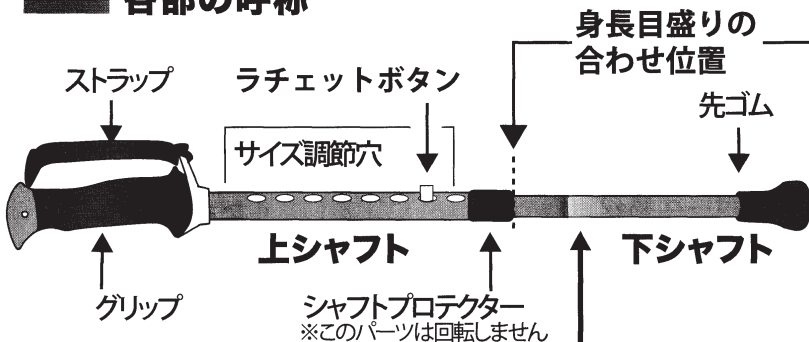 各部の呼称
身長目盛りの
合わせ位置
ストラップ
ラチェットボタン
先ゴム
サイズ調節穴
上シャフト
下シャフト
グリップ
シャフトプロテクター
※このパーツは回転しません